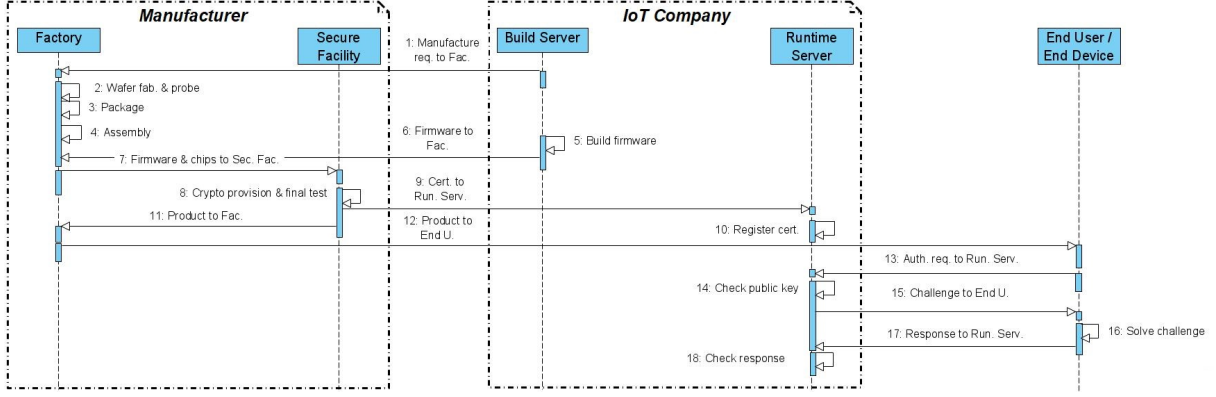 Manufacturer
IoT Company
Factory
Secure
Facility
Build Server
Runtime
Server
End User /
End Device
1: Manufacture
req. to Fac.
2: Wafer fab. & probe
3: Package
4: Assembly
5: Build firmware
6: Firmware to
Fac.
7: Firmware & chips to Sec. Fac.
8: Crypto provision & final test
9: Cert. to
Run. Serv.
10: Register cert.
11: Product to Fac.
12: Product to
End U.
13: Auth. req. to Run. Serv.
14: Check public key
15: Challenge to End U.
16: Solve challenge
17: Response to Run. Serv.
18: Check response